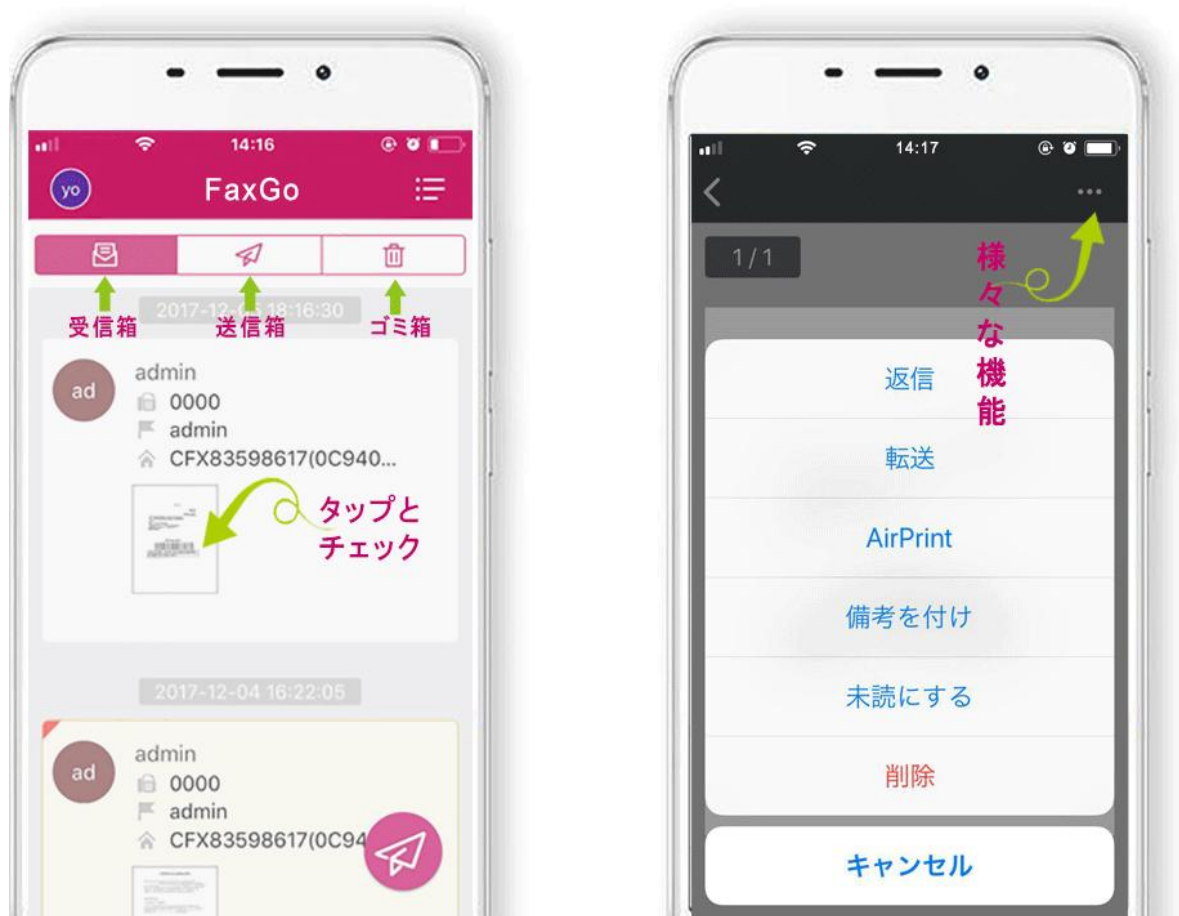 14:16
yo
FaxGo
2017-12-05 18:16:30
受信箱
送信箱
ゴミ箱
ad
admin
0000
admin
CFX83598617(0C940...
タップと
チェック
2017-12-04 16:22:05
ad
admin
0000
admin
CFX83598617(0C94
14:17
1/1
様々な機能
返信
転送
AirPrint
備考を付け
未読にする
削除
キャンセル